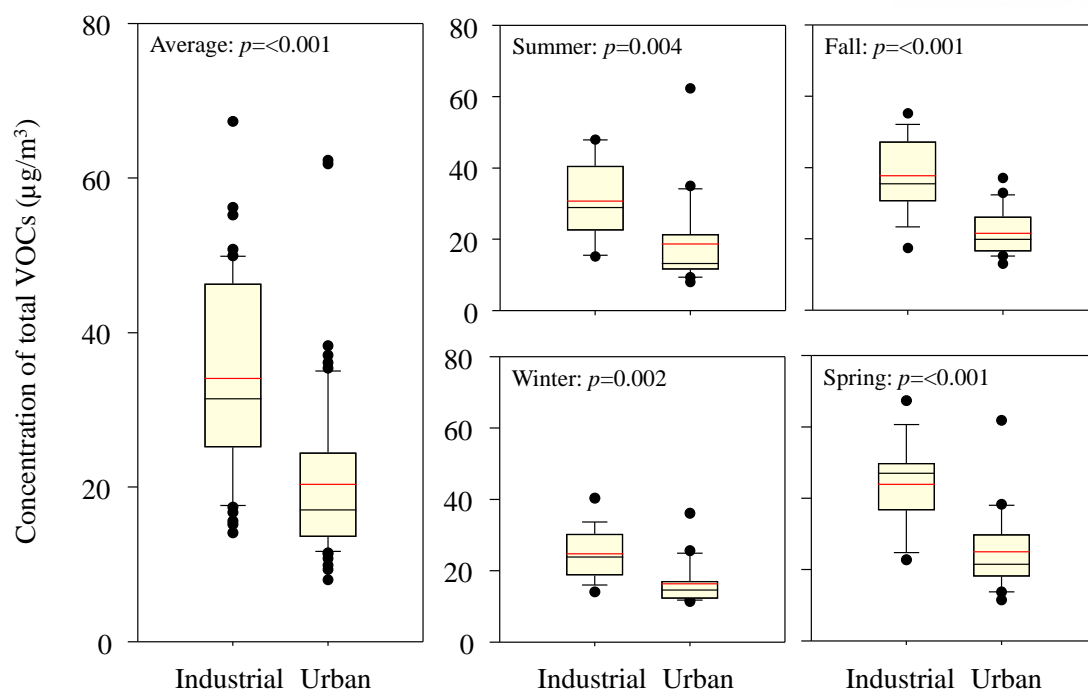 Concentration of total VOCs (µg/m³)
80
60
40
20
0
Average: p=<0.001
Industrial Urban
80
60
40
20
0
Summer: p=0.004
Fall: p=<0.001
80
60
40
20
0
Winter: p=0.002
Industrial Urban
Spring: p=<0.001
Industrial Urban